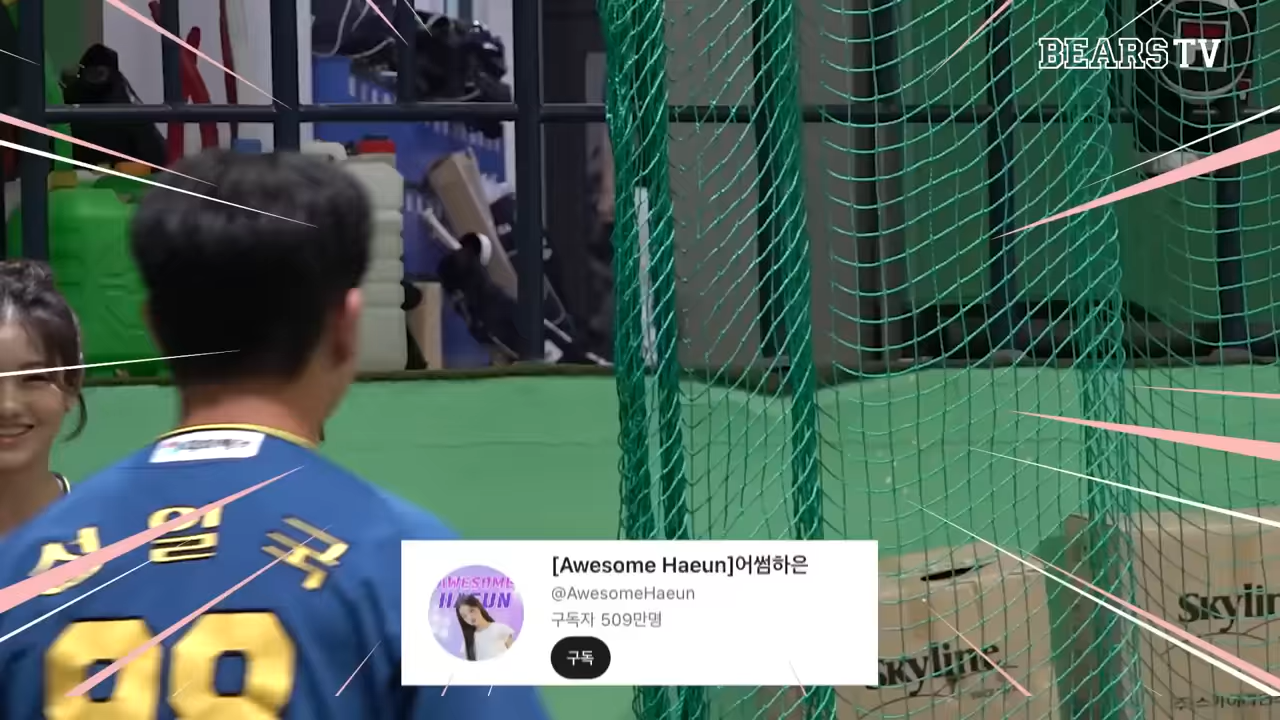 BEARS TV
98
[Awesome Haeun]어썸하은
AWESOME
HAEUN
@AwesomeHaeun
구독자 509만명
구독
Skyline